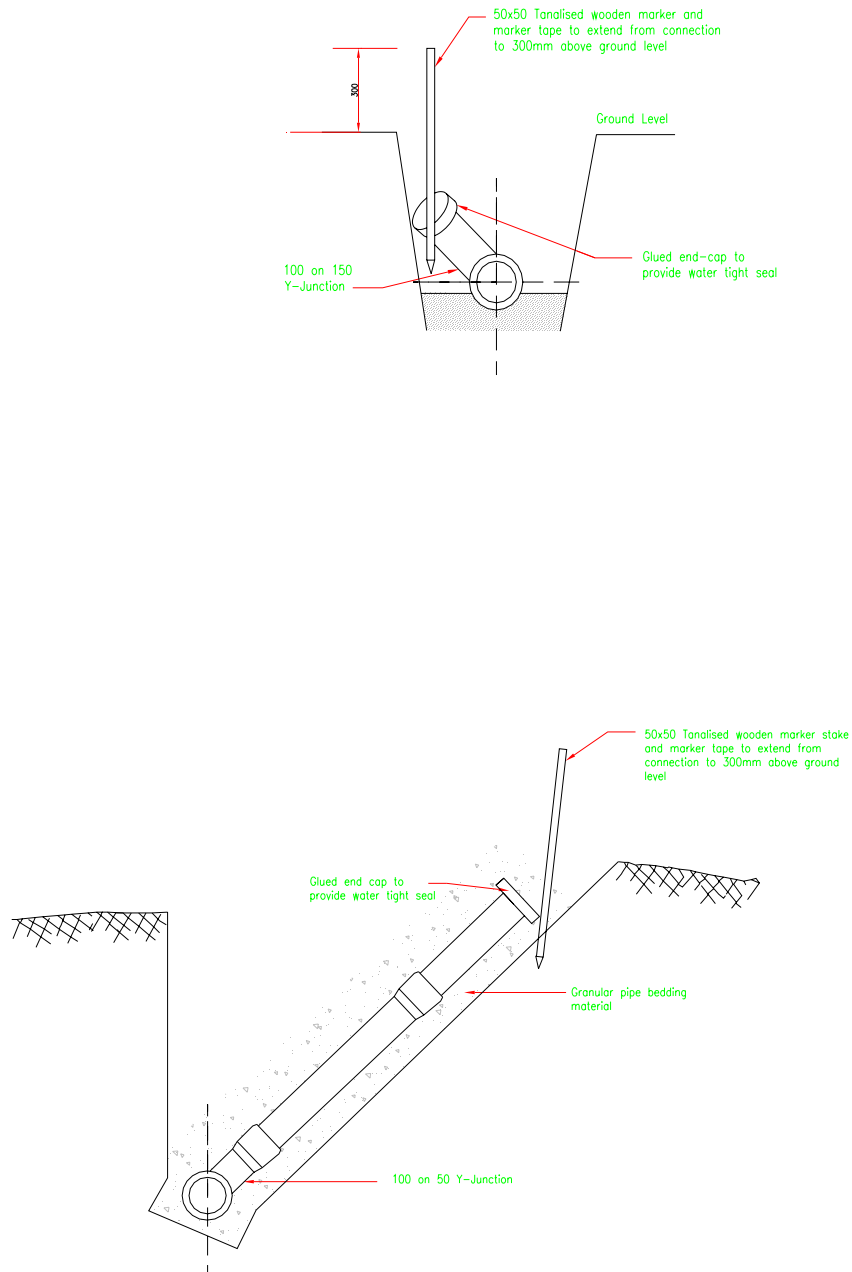 50x50 Tanalised wooden marker and
marker tape to extend from connection
to 300mm above ground level
300
Ground Level
Glued end-cap to
provide water tight seal
100 on 150
Y-Junction
50x50 Tanalised wooden marker stake
and marker tape to extend from
connection to 300mm above ground
level
Glued end cap to
provide water tight seal
Granular pipe bedding
material
100 on 50 Y-Junction